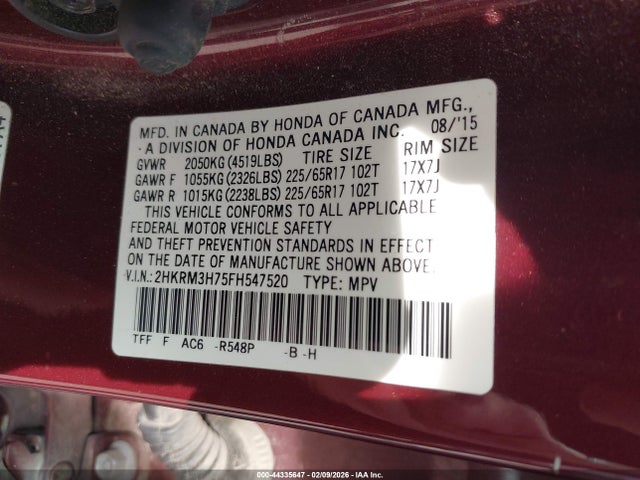 MFD. IN CANADA BY HONDA OF CANADA MFG.,
A DIVISION OF HONDA CANADA INC. 08/'15
GVWR 2050KG(4519LBS) TIRE SIZE RIM SIZE
GAWR F 1055KG(2326LBS) 225/65R17 102T 17X7J
GAWR R 1015KG(2238LBS) 225/65R17 102T 17X7J
THIS VEHICLE CONFORMS TO ALL APPLICABLE
FEDERAL MOTOR VEHICLE SAFETY
AND THEFT PREVENTION STANDARDS IN EFFECT
ON THE DATE OF MANUFACTURE SHOWN ABOVE.
V.I.N.: 2HKRM3H75FH547520 TYPE: MPV
TFF F AC6 -R548P -B -H
000-44335647 - 02/09/2026 - IAA Inc.